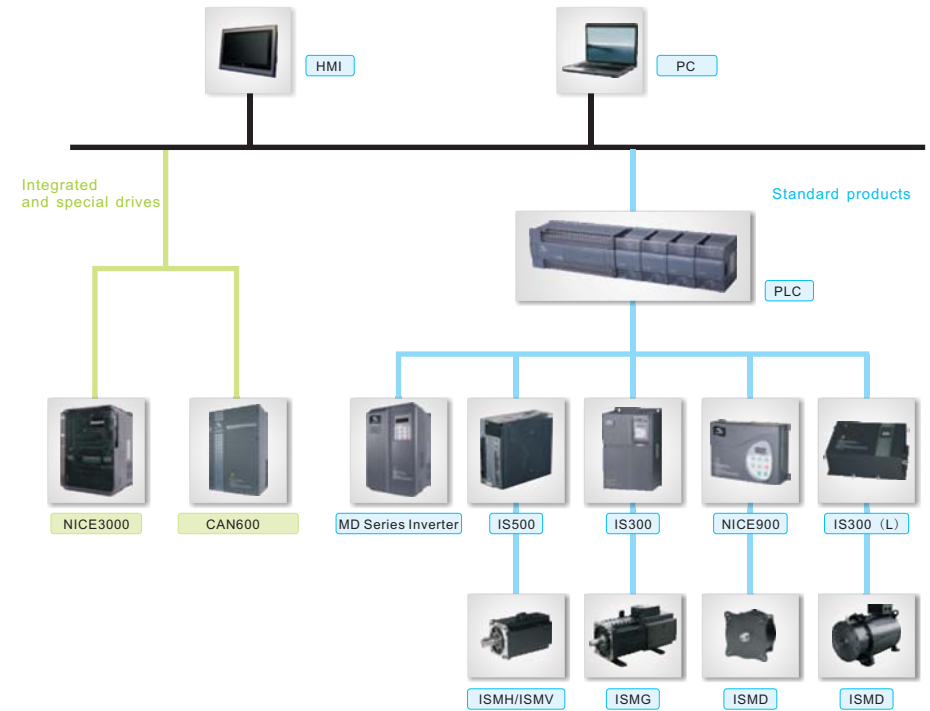 HMI
PC
Integrated
and special drives
Standard products
PLC
NICE3000
CAN600
MD Series Inverter
IS500
IS300
NICE900
IS300（L）
ISMH/ISMV
ISMG
ISMD
ISMD